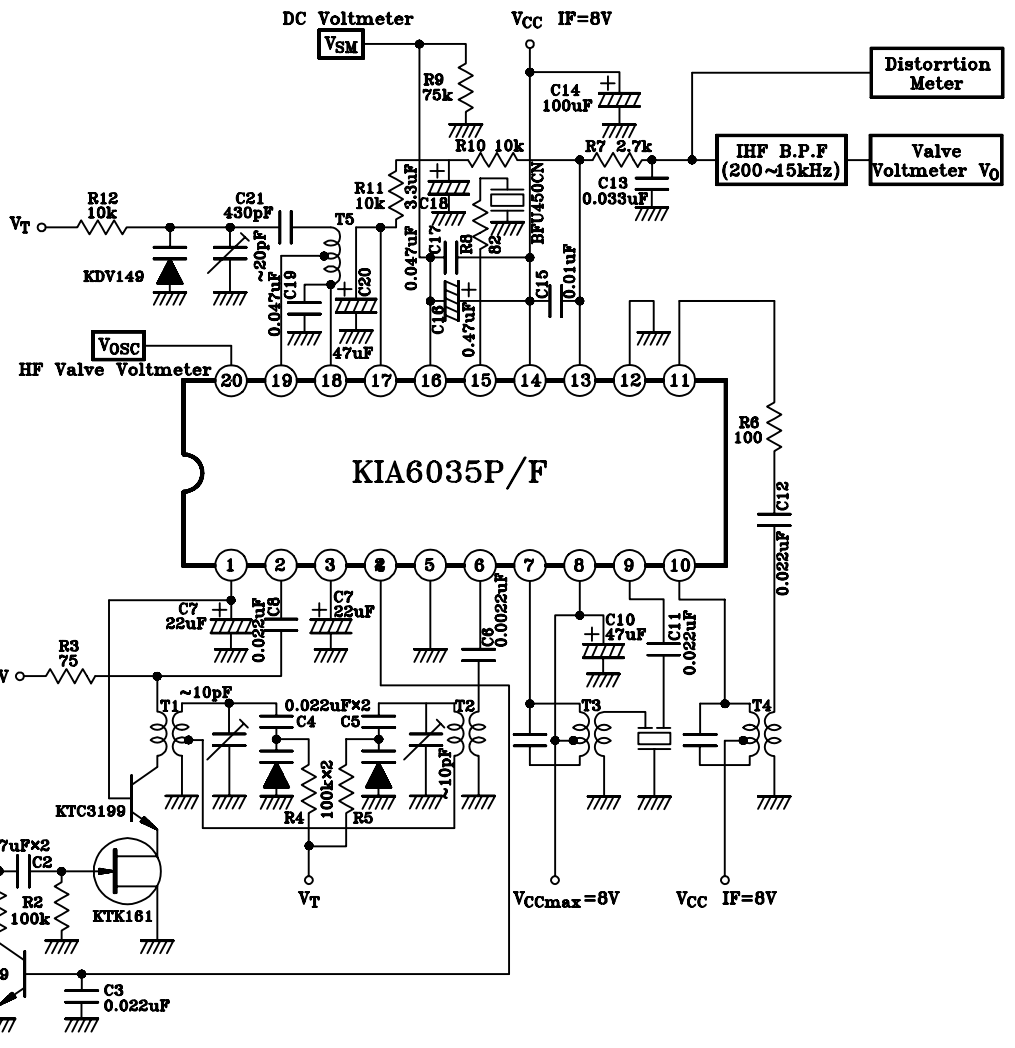 DC Voltmeter
VSM
VCC IF=8V
R9
75k
C14
100uF
Distorrtion
Meter
R10 10k
R7 2.7k
IHF B.P.F
(200~15kHz)
Valve
Voltmeter VO
C13
0.033uF
R12
10k
C21
430pF
VT
KDV149
~20pF
T5
R11
10k
3.3uF
C18
BFU450CN
R8
82
C17
0.047uF
C19
0.047uF
C20
47uF
C16
0.47uF
C15
0.01uF
VOSC
HF Valve Voltmeter
20
19
18
17
16
15
14
13
12
11
R6
100
KIA6035P/F
C12
0.022uF
1
2
3
5
6
7
8
9
10
C7
22uF
C8
0.022uF
C7
22uF
C6
0.0022uF
C10
47uF
C11
0.022uF
R3
75
V
~10pF
T1
0.022uF×2
C4
C5
T2
T3
T4
~10pF
100k×2
R4
R5
KTC3199
7uF×2
C2
R2
100k
KTK161
VT
VCCmax=8V
VCC IF=8V
9
C3
0.022uF